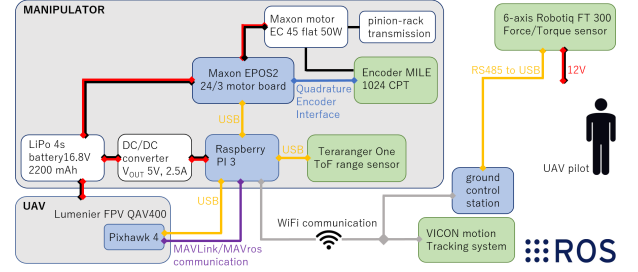 MANIPULATOR
Maxon motor
EC 45 flat 50W
pinion-rack
transmission
6-axis Robotiq FT 300
Force/Torque sensor
Maxon EPOS2
24/3 motor board
Encoder MILE
1024 CPT
Quadrature
Encoder
Interface
RS485 to USB
12V
USB
LiPo 4s
battery16.8V
2200 mAh
DC/DC
converter
VOUT 5V, 2.5A
Raspberry
PI 3
USB
Teraranger One
ToF range sensor
UAV pilot
ground
control
station
UAV
USB
Lumenier FPV QAV400
Pixhawk 4
WiFi communication
MAVLink/MAVros
communication
VICON motion
Tracking system
ROS